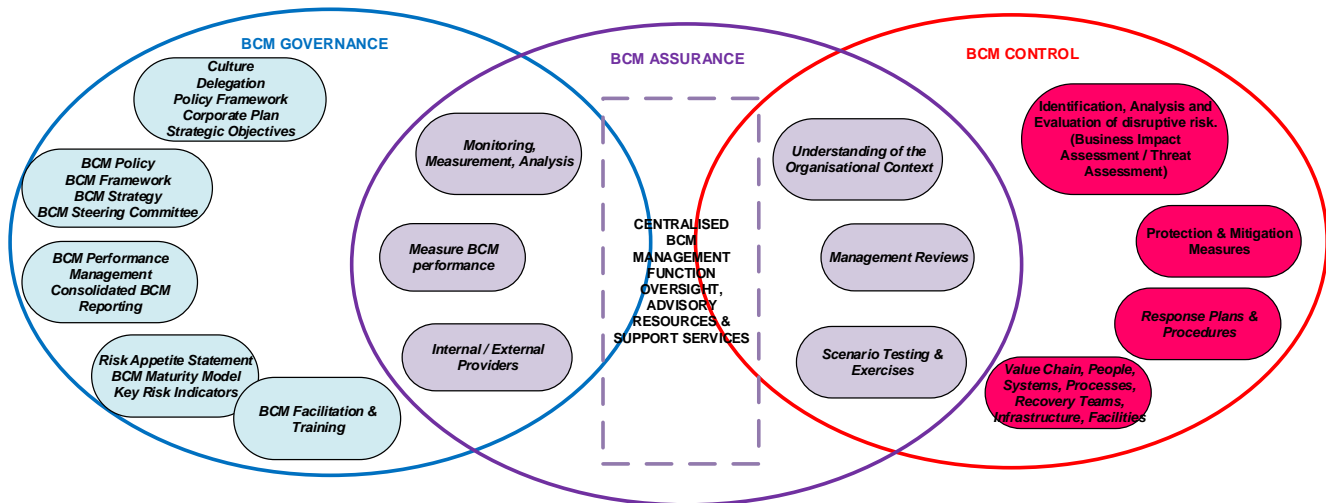 BCM GOVERNANCE
Culture
Delegation
Policy Framework
Corporate Plan
Strategic Objectives
BCM Policy
BCM Framework
BCM Strategy
BCM Steering Committee
BCM Performance
Management
Consolidated BCM
Reporting
Risk Appetite Statement
BCM Maturity Model
Key Risk Indicators
BCM Facilitation &
Training
BCM ASSURANCE
Monitoring,
Measurement, Analysis
Measure BCM
performance
Internal / External
Providers
CENTRALISED
BCM
MANAGEMENT
FUNCTION
OVERSIGHT,
ADVISORY
RESOURCES &
SUPPORT SERVICES
Understanding of the
Organisational Context
Management Reviews
Scenario Testing &
Exercises
BCM CONTROL
Identification, Analysis and
Evaluation of disruptive risk.
(Business Impact
Assessment / Threat
Assessment)
Protection & Mitigation
Measures
Response Plans &
Procedures
Value Chain, People,
Systems, Processes,
Recovery Teams,
Infrastructure, Facilities